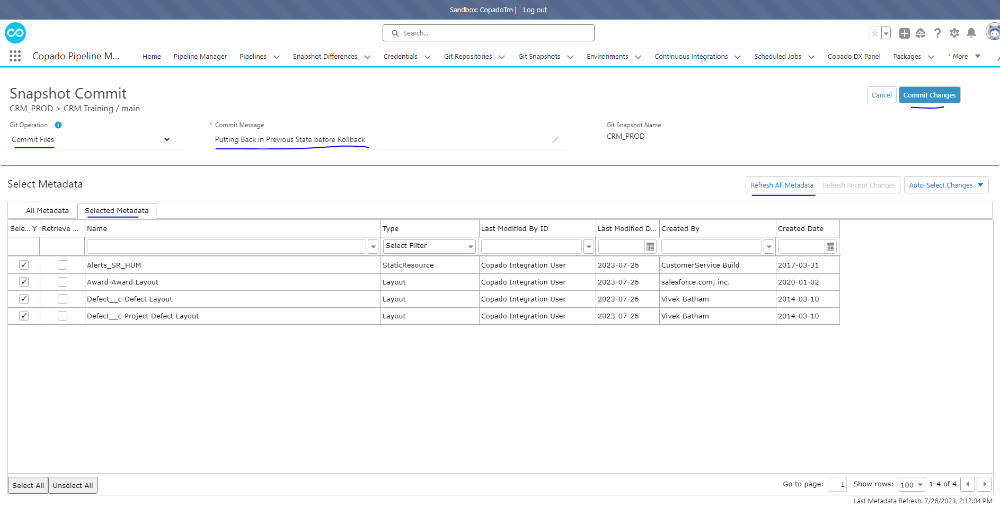 Sandbox: CopadoTrn | Log out
Search...
Copado Pipeline M... Home Pipeline Manager Pipelines Snapshot Differences Credentials Git Repositories Git Snapshots Environments Continuous Integrations Scheduled Jobs Copado DX Panel Packages * More
Snapshot Commit
CRM_PROD > CRM Training / main
Cancel Commit Changes
Git Operation * Commit Message Git Snapshot Name
Commit Files Putting Back in Previous State before Rollback CRM_PROD
Select Metadata Refresh All Metadata Refresh Recent Changes Auto-Select Changes
All Metadata Selected Metadata
Sele... Retrieve ... Name Type Last Modified By ID Last Modified D... Created By Created Date
Select Filter
Alerts_SR_HUM StaticResource Copado Integration User 2023-07-26 CustomerService Build 2017-03-31
Award-Award Layout Layout Copado Integration User 2023-07-26 salesforce.com, inc. 2020-01-02
Defect__c-Defect Layout Layout Copado Integration User 2023-07-26 Vivek Batham 2014-03-10
Defect__c-Project Defect Layout Layout Copado Integration User 2023-07-26 Vivek Batham 2014-03-10
Select All Unselect All Go to page: 1 Show rows: 100 1-4 of 4
Last Metadata Refresh: 7/26/2023, 2:12:04 PM